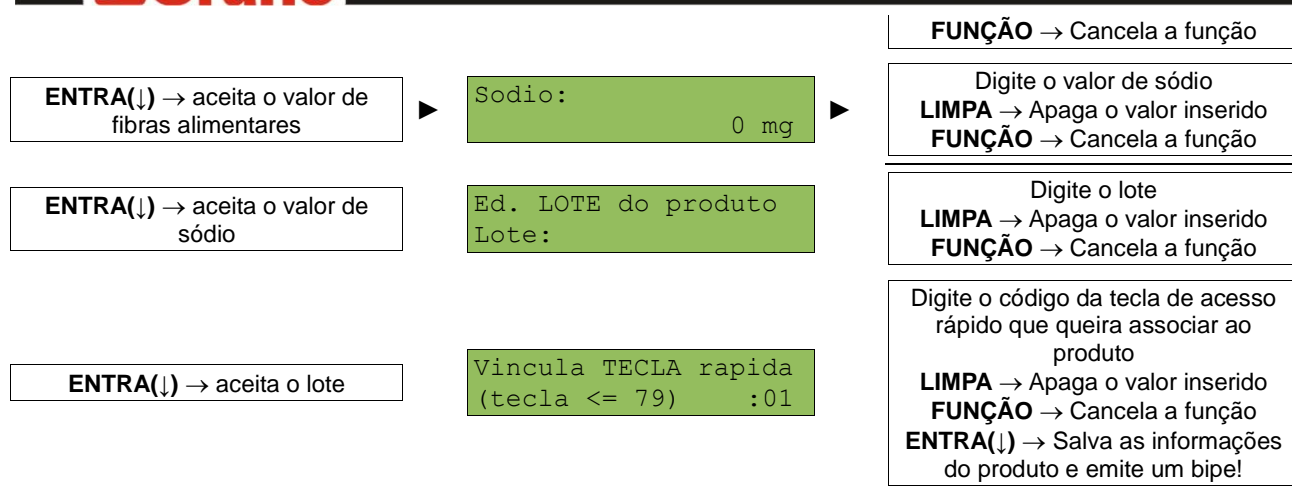 FUNÇÃO → Cancela a função
ENTRA(↓) → aceita o valor de
fibras alimentares
►
Sodio:
0 mg
►
Digite o valor de sódio
LIMPA → Apaga o valor inserido
FUNÇÃO → Cancela a função
ENTRA(↓) → aceita o valor de
sódio
Ed. LOTE do produto
Lote:
Digite o lote
LIMPA → Apaga o valor inserido
FUNÇÃO → Cancela a função
ENTRA(↓) → aceita o lote
Vincula TECLA rapida
(tecla <= 79) :01
Digite o código da tecla de acesso
rápido que queira associar ao
produto
LIMPA → Apaga o valor inserido
FUNÇÃO → Cancela a função
ENTRA(↓) → Salva as informações
do produto e emite um bipe!